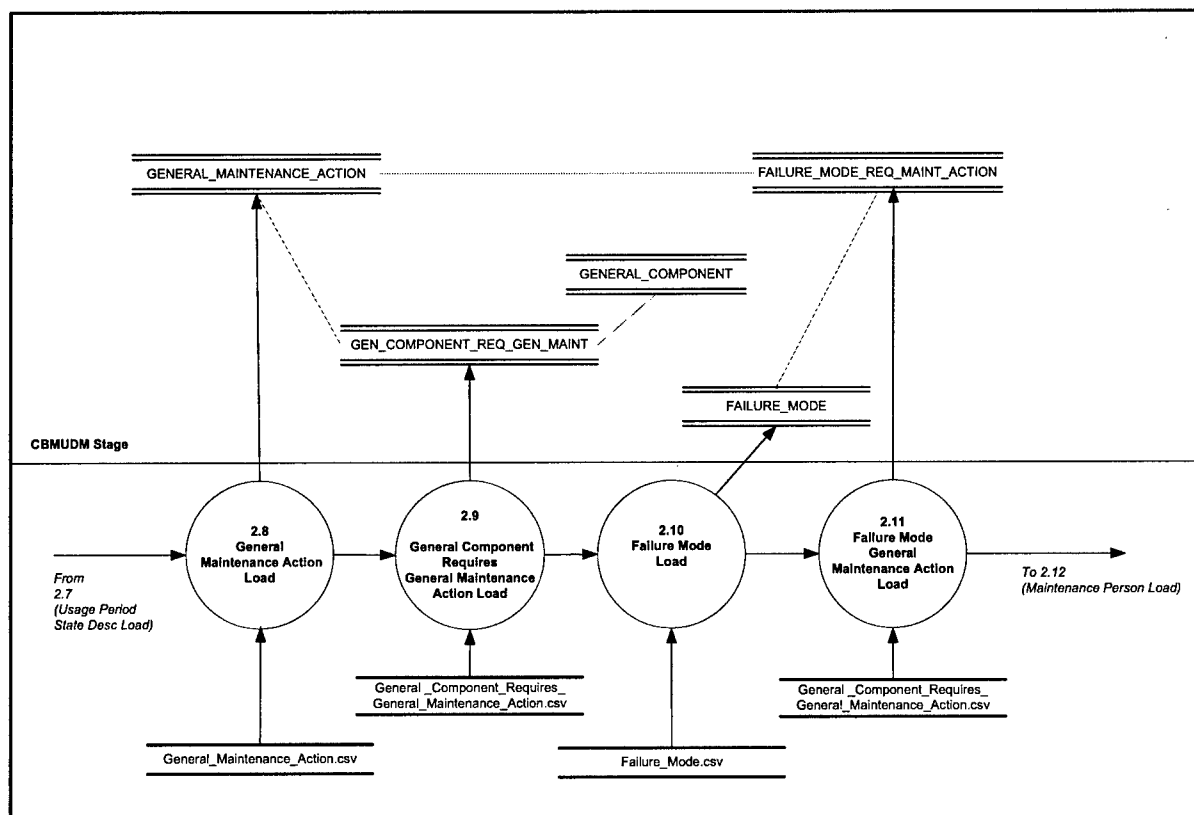 GENERAL_MAINTENANCE_ACTION
FAILURE_MODE_REQ_MAINT_ACTION
GENERAL_COMPONENT
GEN_COMPONENT_REQ_GEN_MAINT
FAILURE_MODE
CBMUDM Stage
2.8
General
Maintenance Action
Load
2.9
General Component
Requires
General Maintenance
Action Load
2.10
Failure Mode
Load
2.11
Failure Mode
General
Maintenance Action
Load
From
2.7
(Usage Period
State Desc Load)
To 2.12
(Maintenance Person Load)
General _Component_Requires_
General_Maintenance_Action.csv
General _Component_Requires_
General_Maintenance_Action.csv
General_Maintenance_Action.csv
Failure_Mode.csv